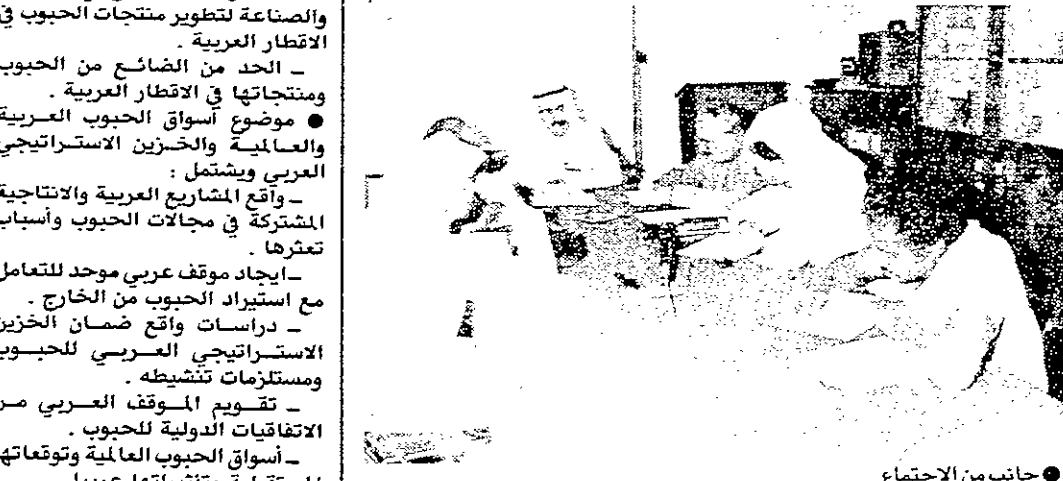 والصناعة لتطوير منتجات الحبوب في
الاقطار العربية .
ـ الحد من الضائع من الحبوب
ومنتجاتها في الاقطار العربية .
● موضوع أسواق الحبوب العربية
والعالمية والخزين الاستراتيجي
العربي ويشتمل :
ـ واقع المشاريع العربية والانتاجية
المشتركة في مجالات الحبوب وأسباب
تعثرها .
ـ ايجاد موقف عربي موحد للتعامل
مع استيراد الحبوب من الخارج .
ـ دراسات واقع ضمان الخزين
الاستراتيجي العربي للحبوب
ومستلزمات تنشيطه .
ـ تقويم الموقف العربي من
الاتفاقيات الدولية للحبوب .
ـ أسواق الحبوب العالمية وتوقعاتها
● جانب من الاجتماع